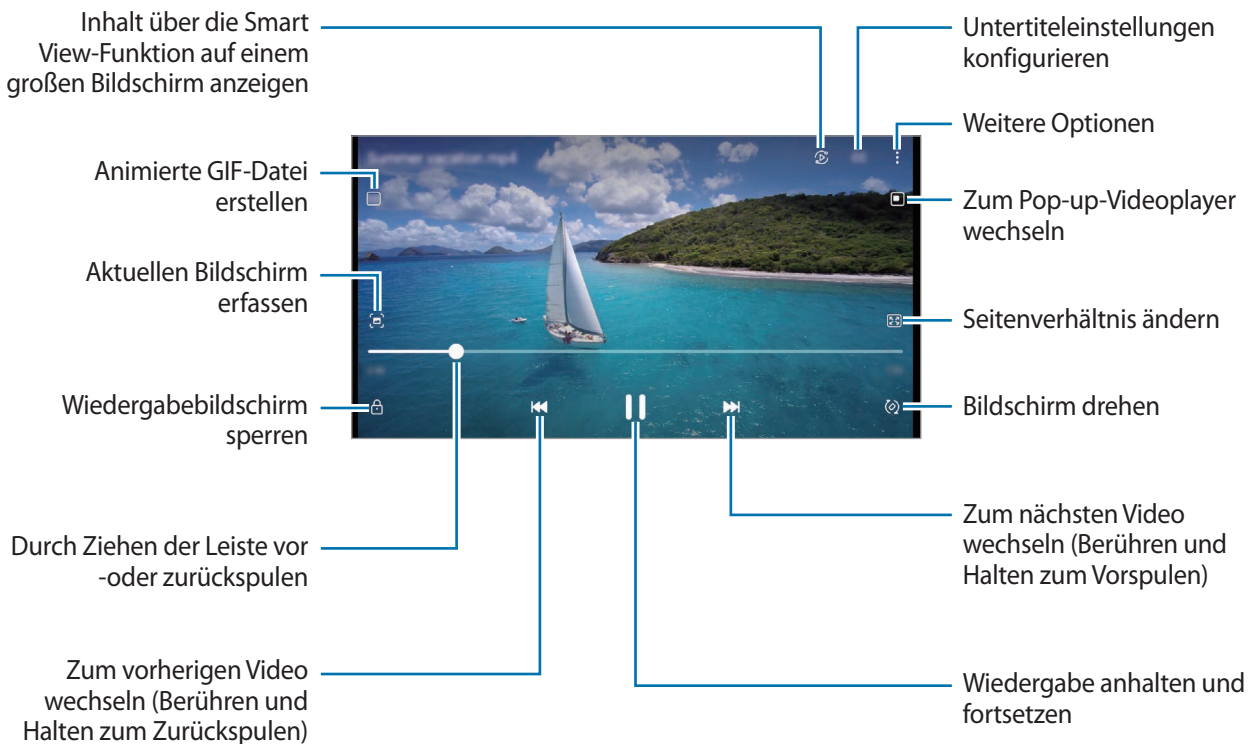 Inhalt über die Smart
View-Funktion auf einem
großen Bildschirm anzeigen
Animierte GIF-Datei
erstellen
Aktuellen Bildschirm
erfassen
Wiedergabebildschirm
sperren
Durch Ziehen der Leiste vor
-oder zurückspulen
Zum vorherigen Video
wechseln (Berühren und
Halten zum Zurückspulen)
Untertiteleinstellungen
konfigurieren
Weitere Optionen
Zum Pop-up-Videoplayer
wechseln
Seitenverhältnis ändern
Bildschirm drehen
Zum nächsten Video
wechseln (Berühren und
Halten zum Vorspulen)
Wiedergabe anhalten und
fortsetzen